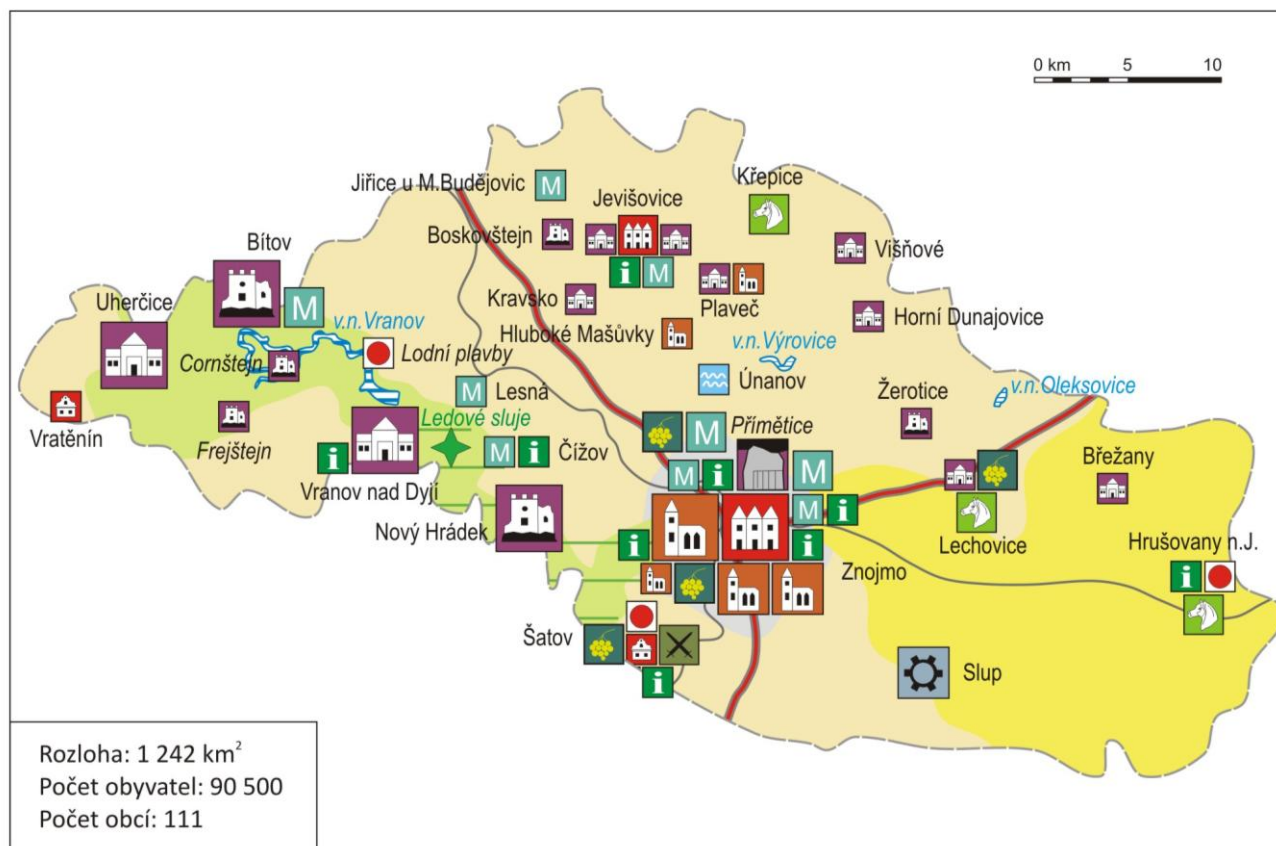 0 km 5 10
Křepice
Jiřice u M.Budějovic M
Jevišovice
Boskovštejn
Višňové
Bítov
i M
Uherčice
M
Kravsko
Plaveč
v.n.Vranov
Horní Dunajovice
Hluboké Mašůvky
v.n.Výrovice
Lodní plavby
Cornštejn
Únanov
M Lesná
Žerotice
v.n.Oleksovice
Vratěnín
Ledové sluje
Přímětice
M
Frejštejn
i
M i Čížov
M i
M
Břežany
Vranov nad Dyjí
M i
Nový Hrádek
Lechovice
i
i
Hrušovany n.J.
Znojmo
i
Šatov
Slup
i
Rozloha: 1 242 km²
Počet obyvatel: 90 500
Počet obcí: 111